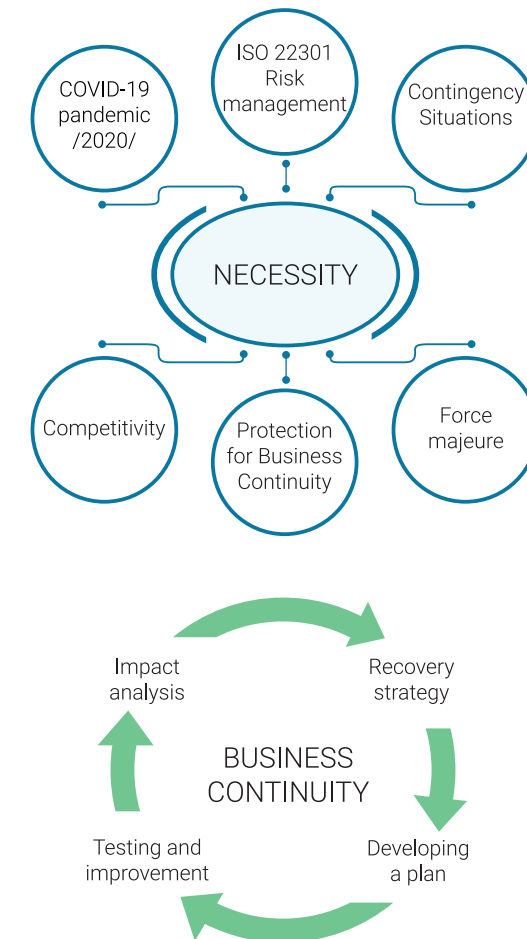 COVID-19
pandemic
/2020/
ISO 22301
Risk
management
Contingency
Situations
NECESSITY
Competitivity
Protection
for Business
Continuity
Force
majeure
Impact
analysis
Recovery
strategy
BUSINESS
CONTINUITY
Testing and
improvement
Developing
a plan